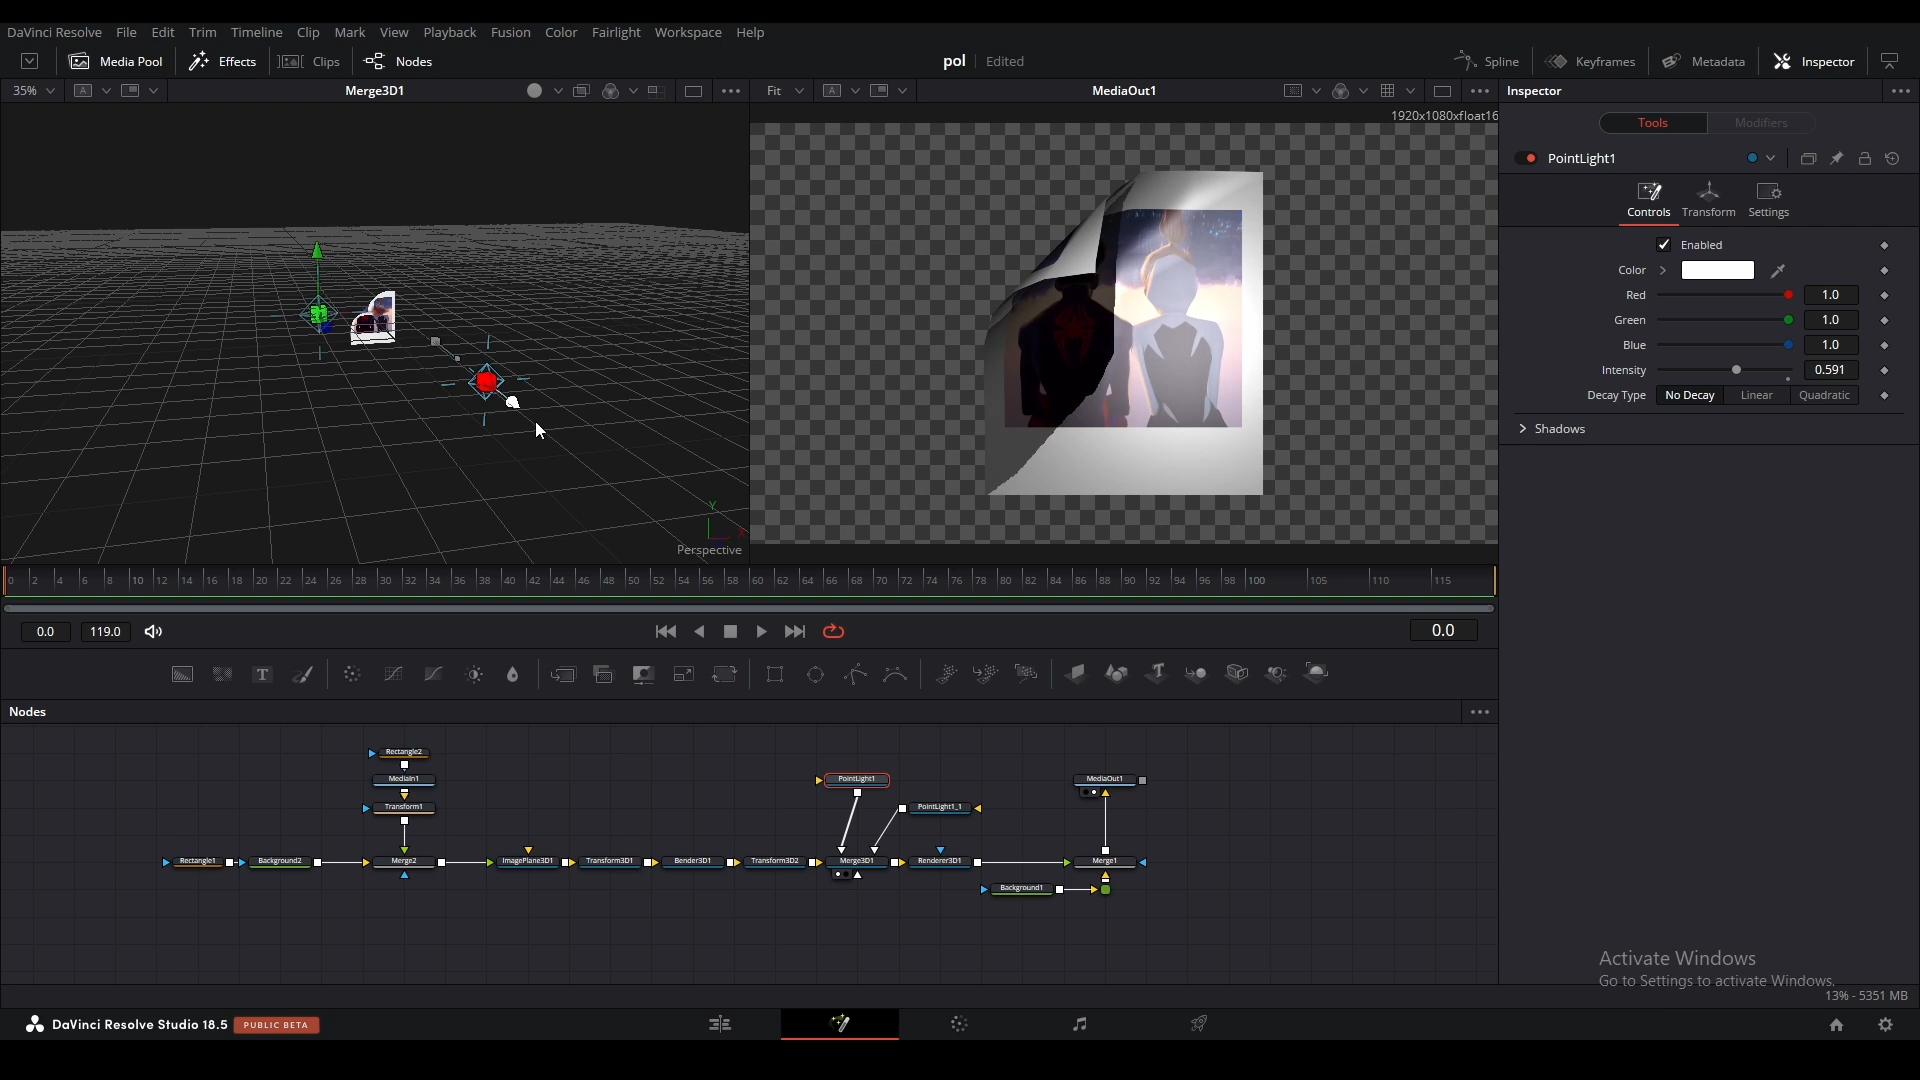 DaVinci Resolve File Edit Trim Timeline Clip Mark View Playback Fusion Color Fairlight Workspace Help
Media Pool Effects Clips Nodes
pol Edited
Spline Keyframes Metadata Inspector
35% A Merge3D1
Fit A MediaOut1
Inspector
1920x1080xfloat16
Tools Modifiers
PointLight1
Controls Transform Settings
Enabled
Color
Red 1.0
Green 1.0
Blue 1.0
Intensity 0.591
Decay Type No Decay Linear Quadratic
Shadows
Y
X
Perspective
0 2 4 6 8 10 12 14 16 18 20 22 24 26 28 30 32 34 36 38 40 42 44 46 48 50 52 54 56 58 60 62 64 66 68 70 72 74 76 78 80 82 84 86 88 90 92 94 96 98 100 105 110 115
0.0 119.0 0.0
Nodes
Rectangle2
MediaIn1 PointLight1 MediaOut1
Transform1 PointLight1_1
Rectangle1 Background2 Merge2 ImagePlane3D1 Transform3D1 Bender3D1 Transform3D2 Merge3D1 Renderer3D1 Merge1
Background1
Activate Windows
Go to Settings to activate Windows.
13% - 5351 MB
DaVinci Resolve Studio 18.5 PUBLIC BETA